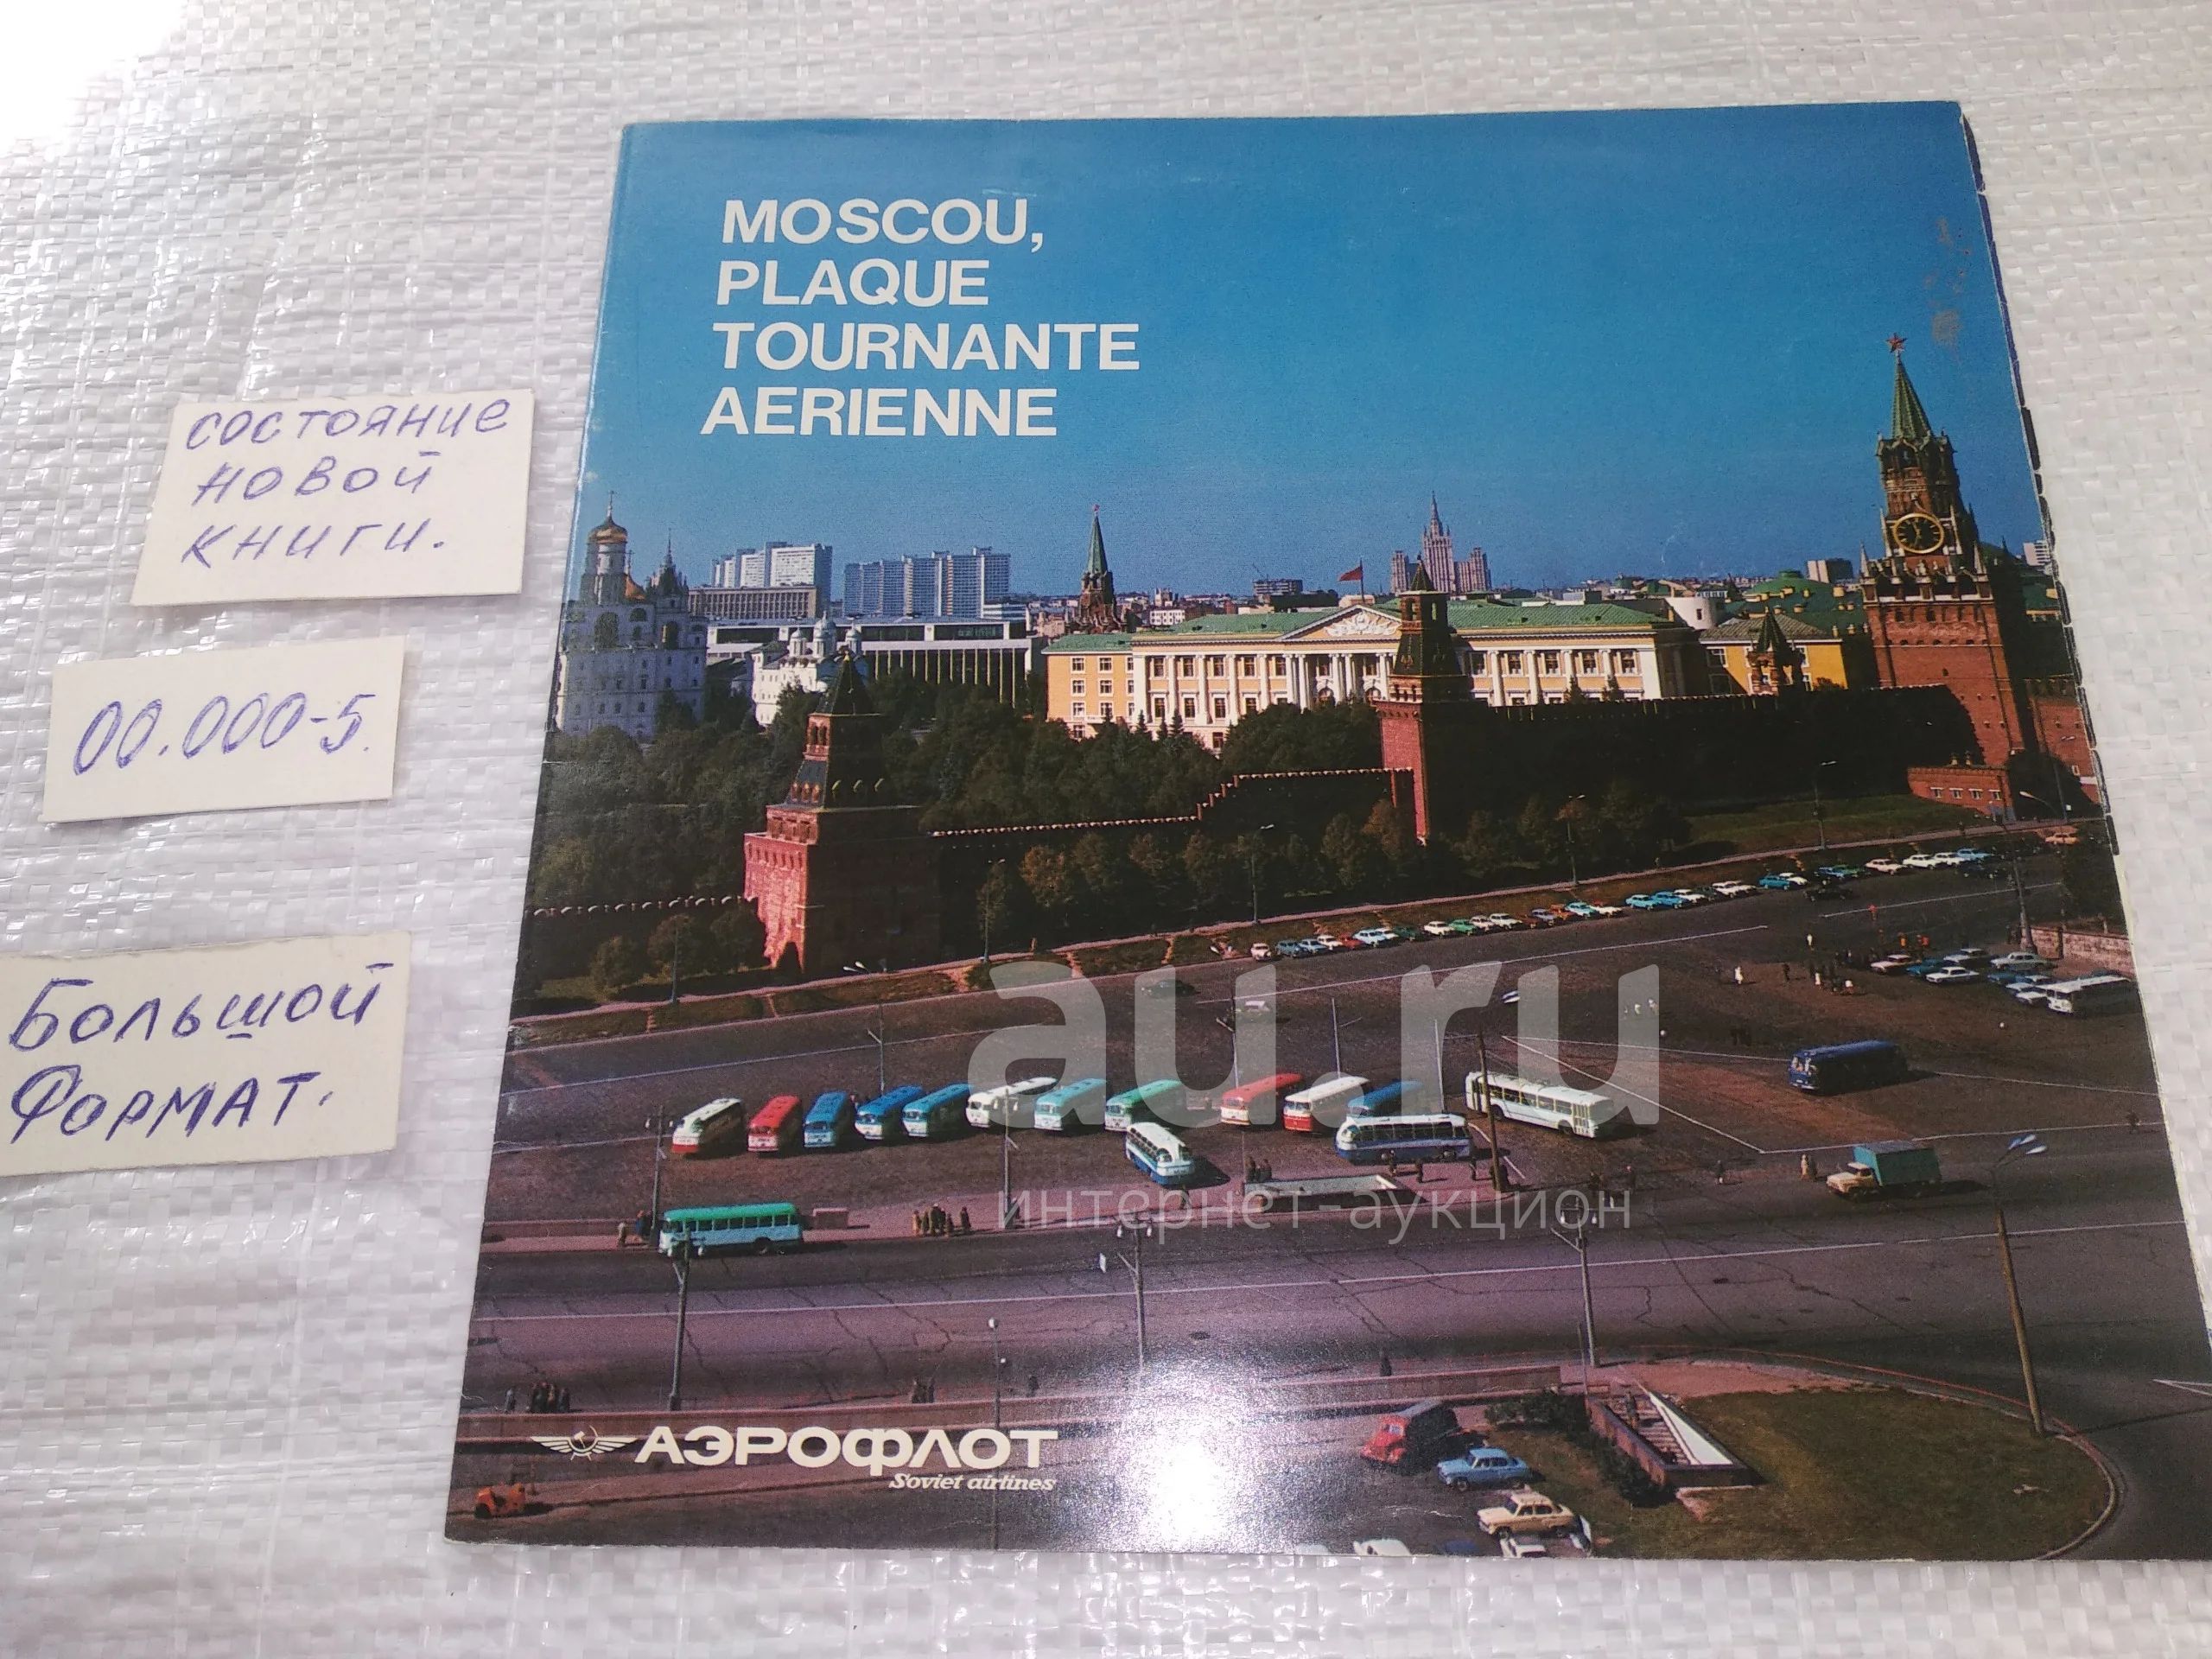 MOSCOU,
PLAQUE
TOURNANTE
AERIENNE
состояние
новой
книги.
00.000-5.
Большой
Формат.
au.ru
интернет-аукцион
АЭРОФЛОТ
Soviet airlines